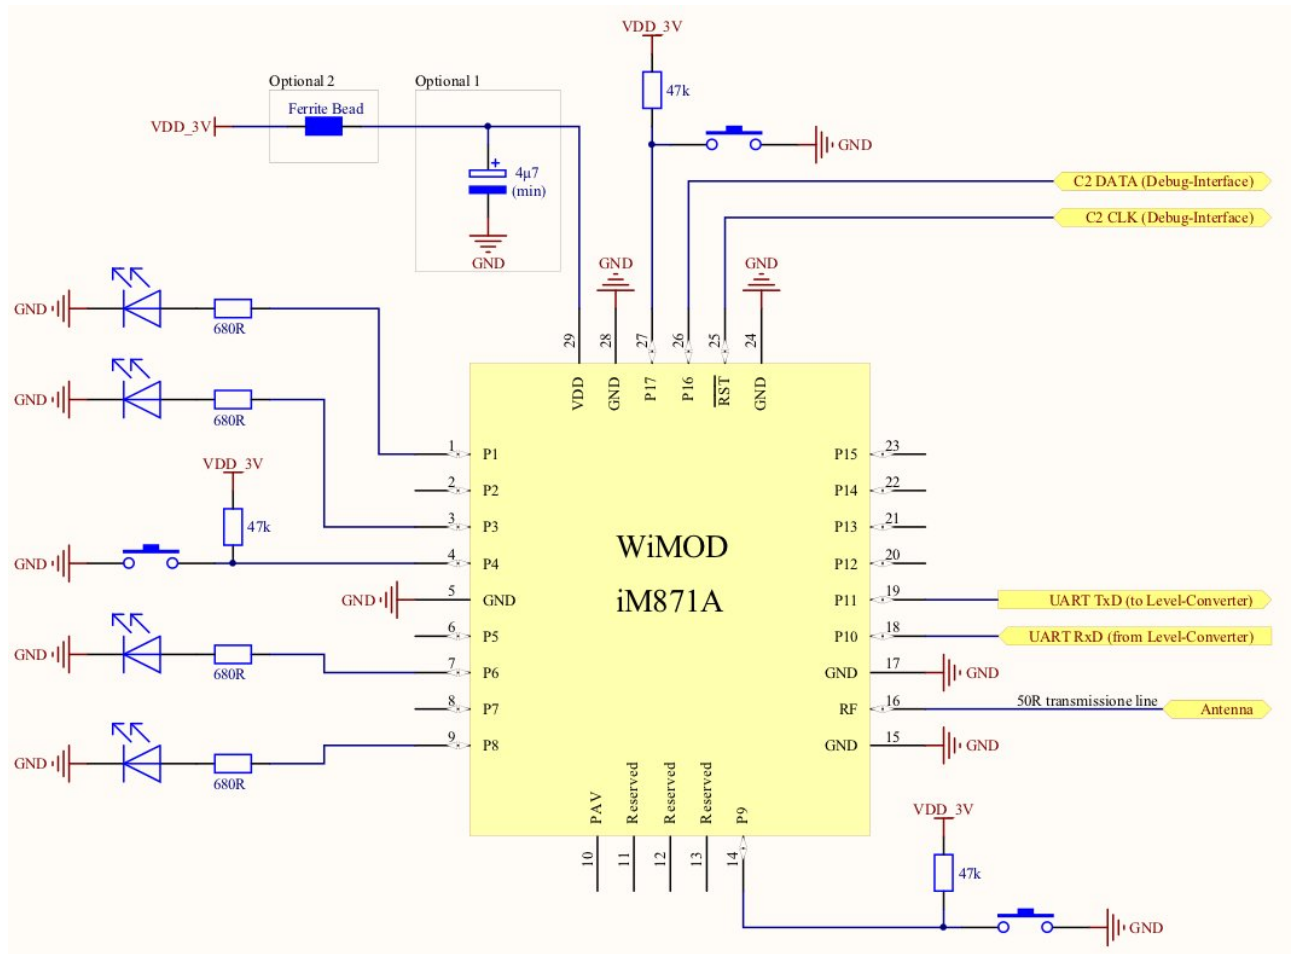 VDD_3V
47k
GND
Optional 2
Optional 1
Ferrite Bead
VDD_3V
+
4µ7
(min)
GND
C2 DATA (Debug-Interface)
C2 CLK (Debug-Interface)
GND
GND
GND
680R
GND
680R
29
28
27
26
25
24
VDD
GND
P17
P16
RST
GND
VDD_3V
47k
GND
1 P1
2 P2
3 P3
4 P4
GND
5 GND
6 P5
7 P6
8 P7
9 P8
GND
680R
GND
680R
WiMOD
iM871A
P15 23
P14 22
P13 21
P12 20
P11 19
UART TxD (to Level-Converter)
P10 18
UART RxD (from Level-Converter)
GND 17
GND
RF 16
50R transmissione line
Antenna
GND 15
GND
PAV
Reserved
Reserved
Reserved
P9
10
11
12
13
14
VDD_3V
47k
GND